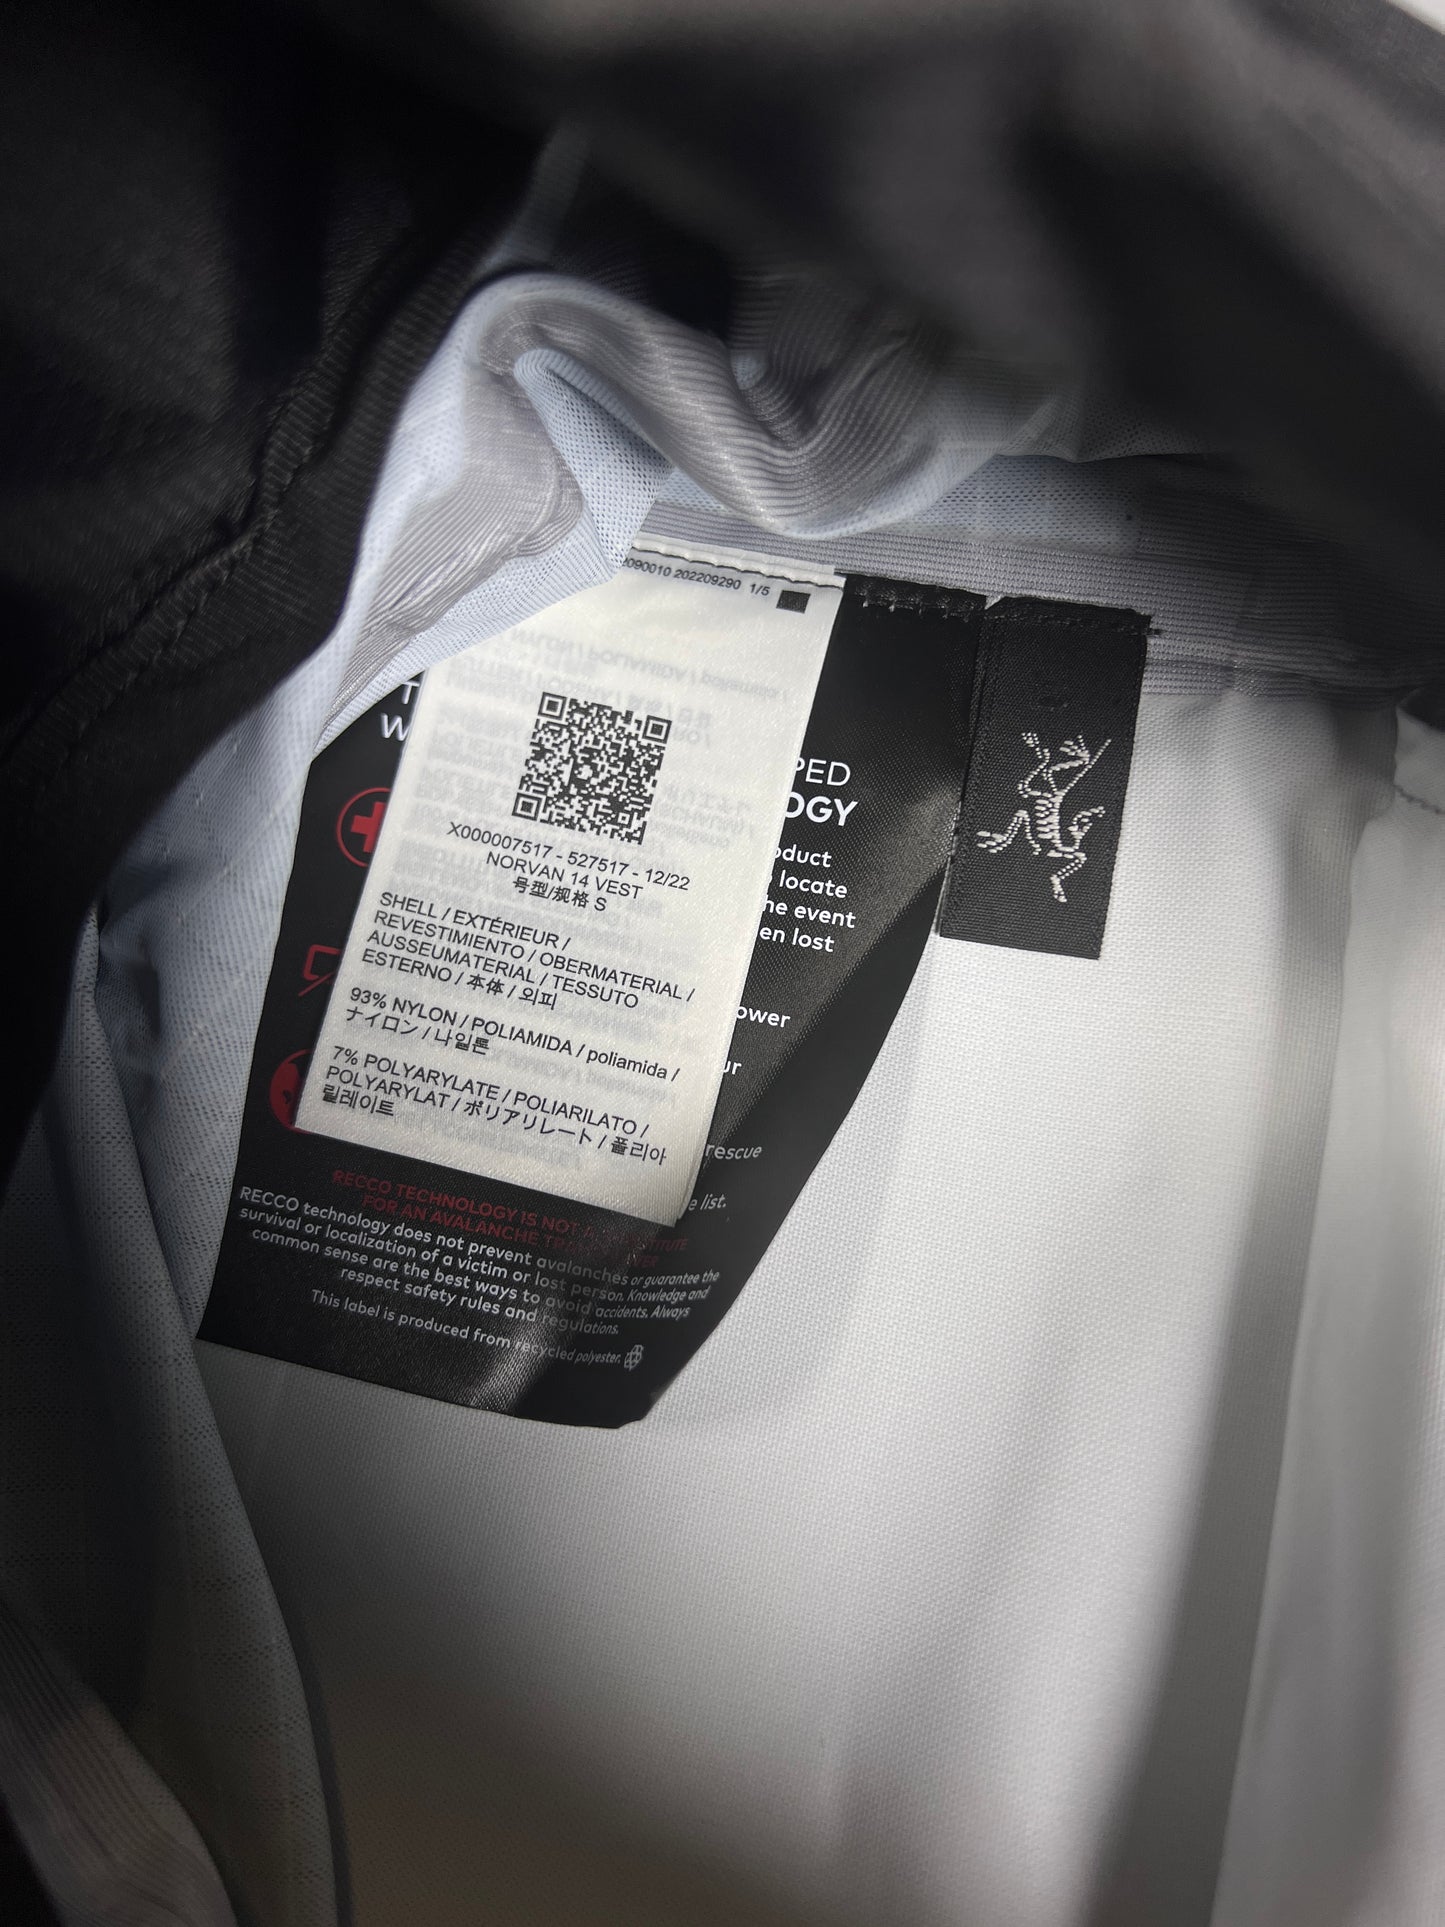 090010 202209290 1/5
X000007517 - 527517 - 12/22
NORVAN 14 VEST
号型/规格 S
SHELL / EXTÉRIEUR /
REVESTIMIENTO / OBERMATERIAL /
AUSSEUMATERIAL / TESSUTO
ESTERNO / 本体 / 외피
93% NYLON / POLIAMIDA / poliamida /
ナイロン / 나일론
7% POLYARYLATE / POLIARILATO /
POLYARYLAT / ポリアリレート / 폴리아
릴레이트
T
W
PED
OGY
oduct
locate
he event
en lost
ower
ur
rescue
e list.
RECCO TECHNOLOGY IS NOT A SUBSTITUTE
FOR AN AVALANCHE
RECCO technology does not prevent avalanches or guarantee the
survival or localization of a victim or lost person. Knowledge and
common sense are the best ways to avoid accidents. Always
respect safety rules and regulations.
This label is produced from recycled polyester.